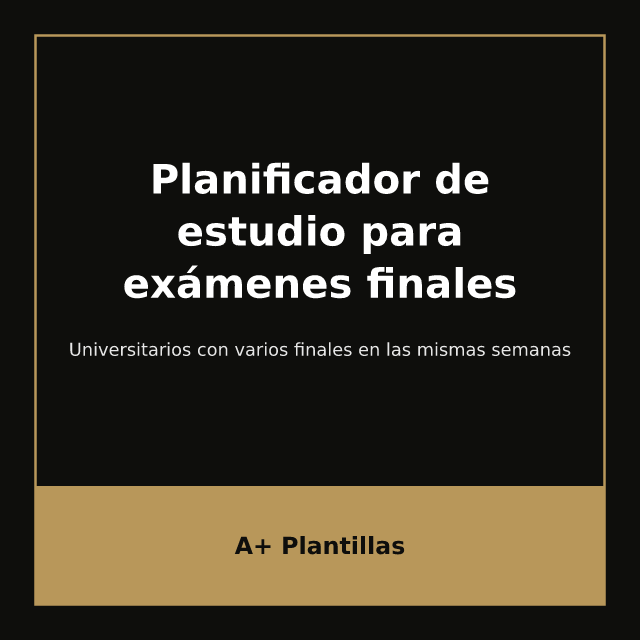 Planificador de
estudio para
exámenes finales
Universitarios con varios finales en las mismas semanas
A+ Plantillas